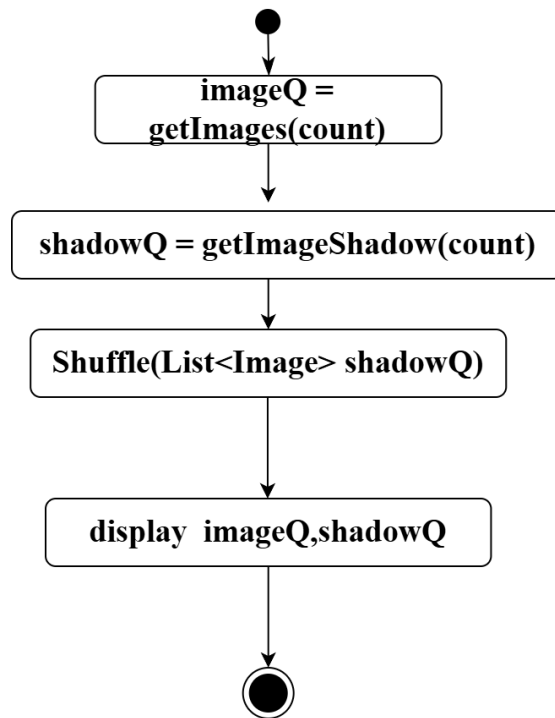 imageQ =
getImages(count)
shadowQ = getImageShadow(count)
Shuffle(List<Image> shadowQ)
display imageQ,shadowQ